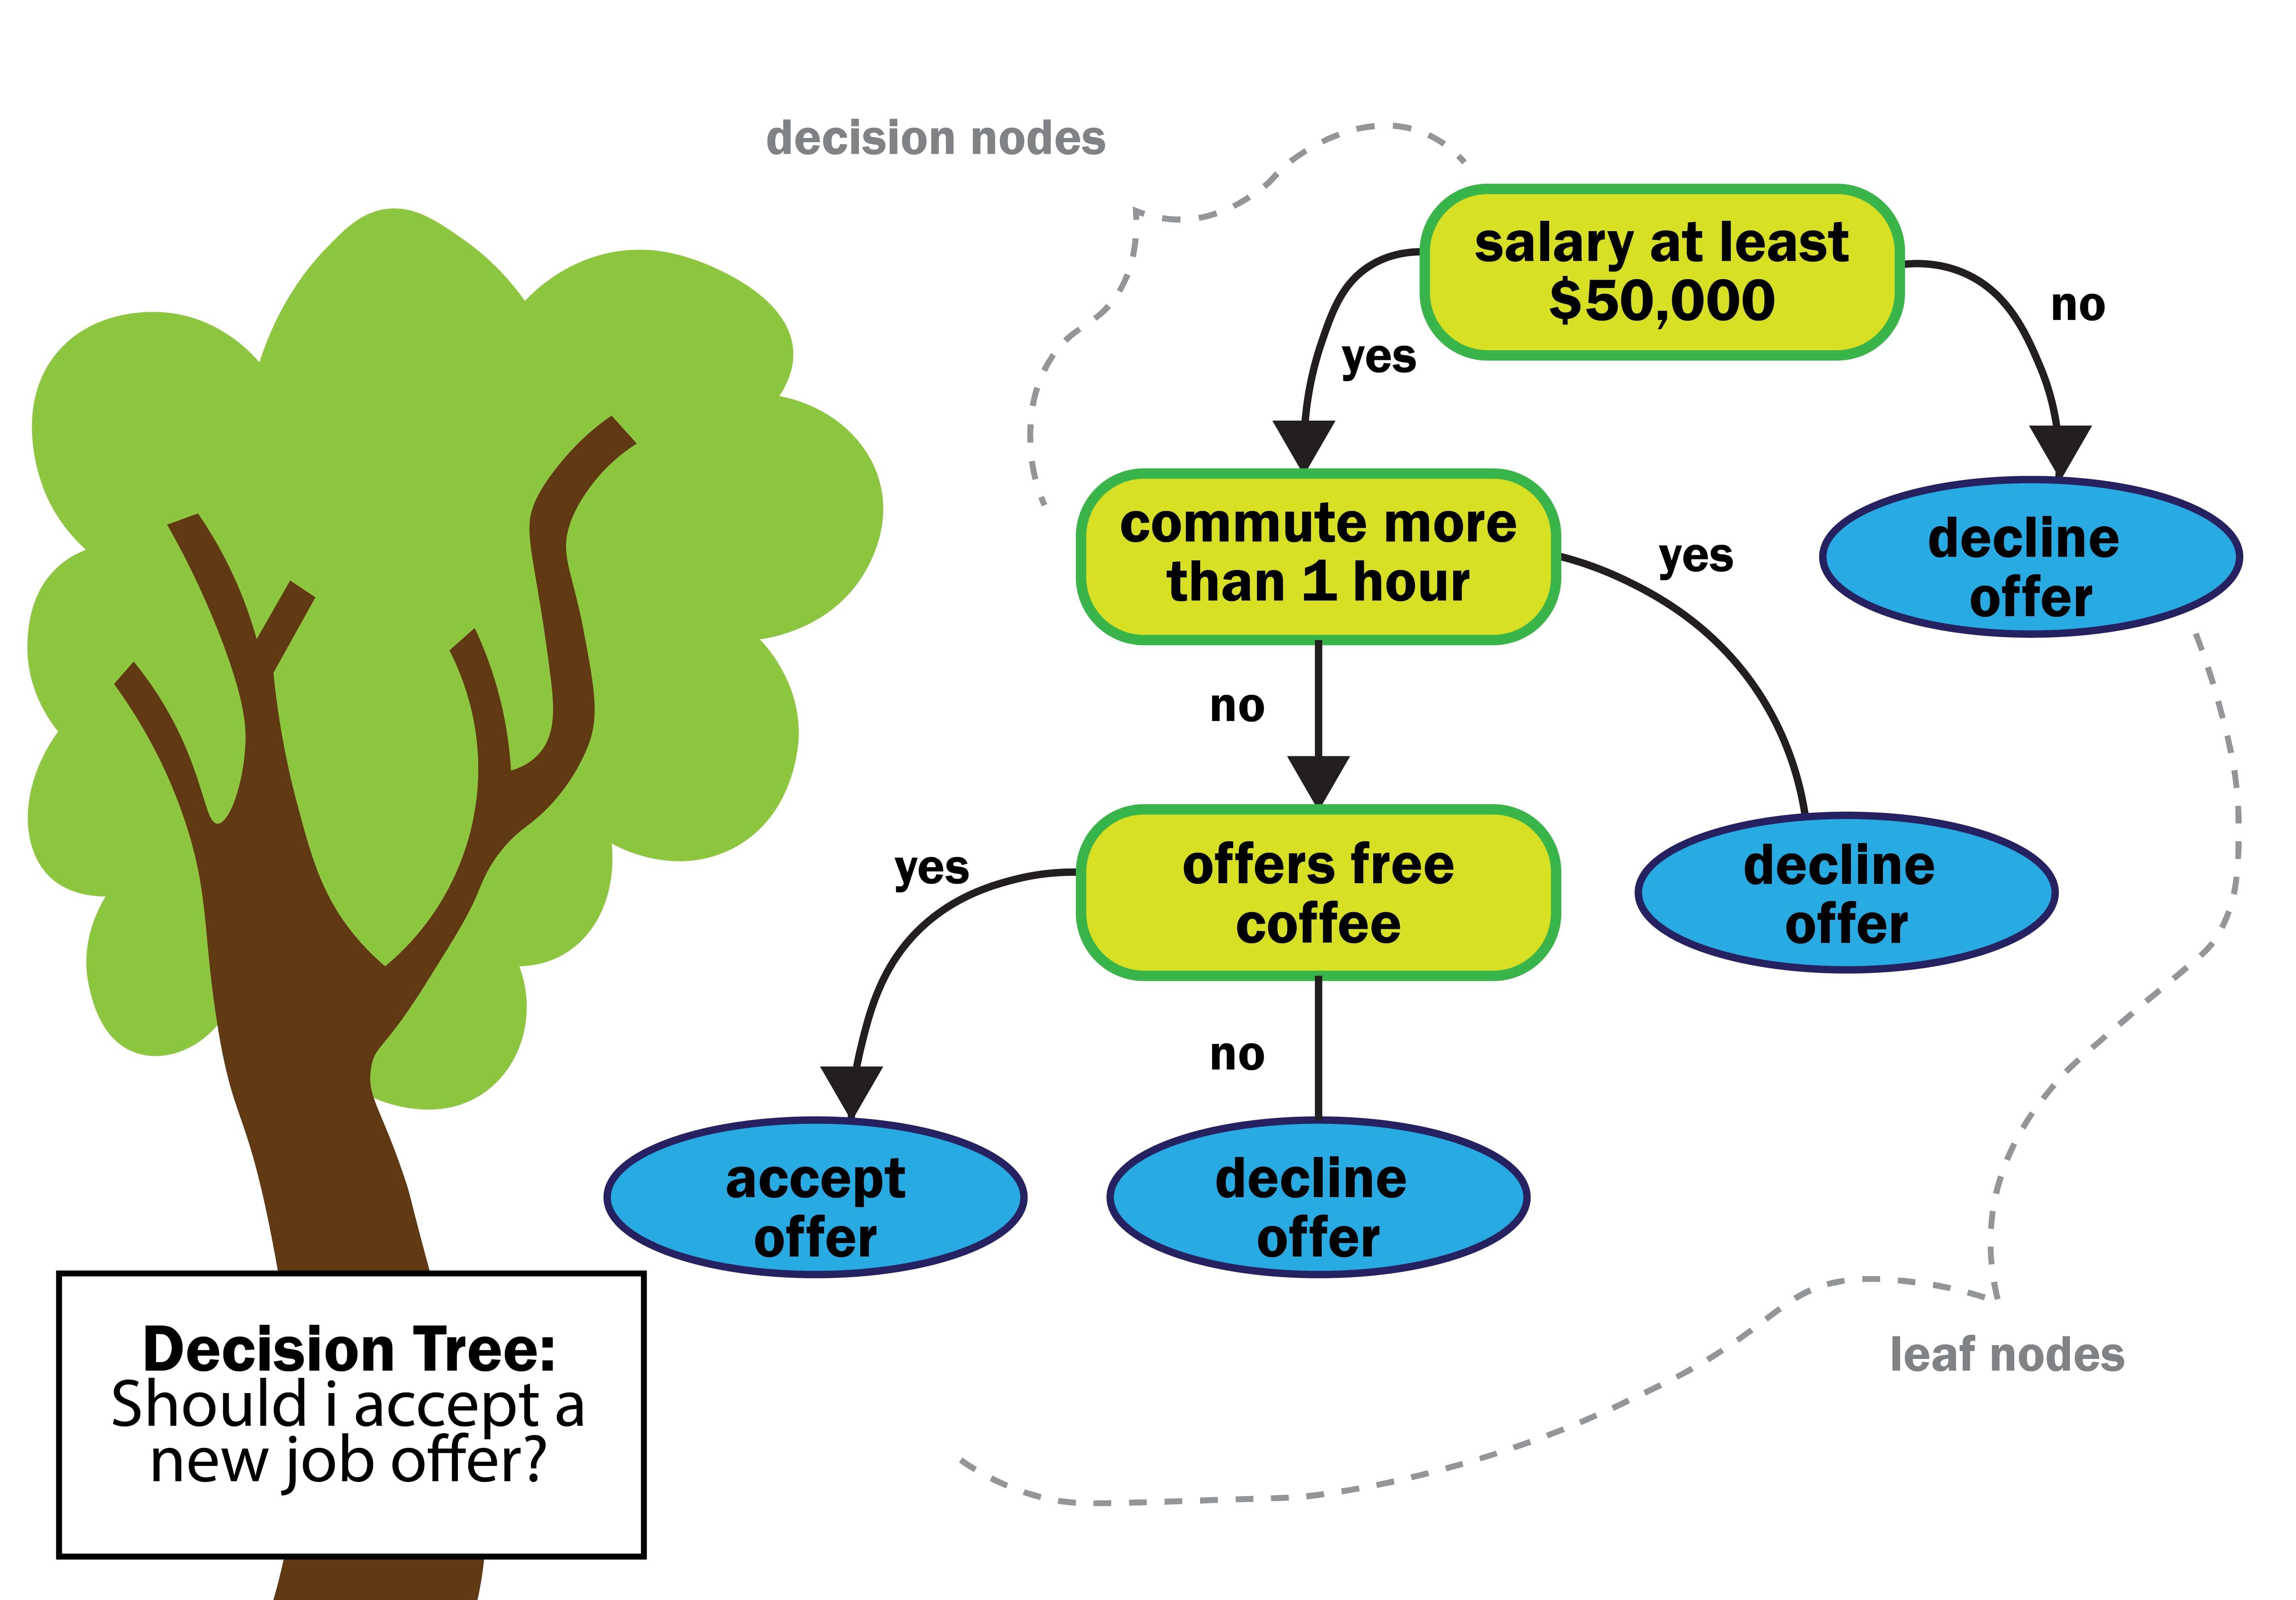 decision nodes
salary at least
$50,000
yes
no
commute more
than 1 hour
yes
decline
offer
no
offers free
coffee
yes
decline
offer
no
accept
offer
decline
offer
Decision Tree:
Should i accept a
new job offer?
leaf nodes